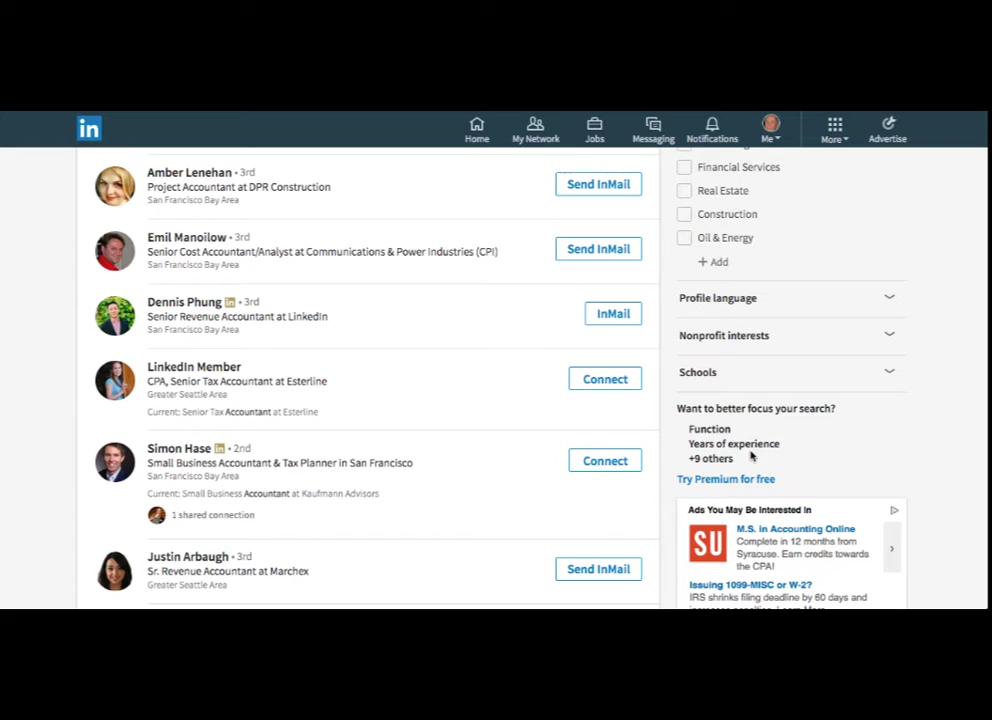 in
Home
My Network
Jobs
Messaging
Notifications
Me
More
Advertise
Amber Lenehan • 3rd
Project Accountant at DPR Construction
San Francisco Bay Area
Send InMail
Emil Manoilow • 3rd
Senior Cost Accountant/Analyst at Communications & Power Industries (CPI)
San Francisco Bay Area
Send InMail
Dennis Phung in • 3rd
Senior Revenue Accountant at LinkedIn
San Francisco Bay Area
InMail
LinkedIn Member
CPA, Senior Tax Accountant at Esterline
Greater Seattle Area
Current: Senior Tax Accountant at Esterline
Connect
Simon Hase in • 2nd
Small Business Accountant & Tax Planner in San Francisco
San Francisco Bay Area
Current: Small Business Accountant at Kaufmann Advisors
1 shared connection
Connect
Justin Arbaugh • 3rd
Sr. Revenue Accountant at Marchex
Greater Seattle Area
Send InMail
Financial Services
Real Estate
Construction
Oil & Energy
+ Add
Profile language
Nonprofit interests
Schools
Want to better focus your search?
Function
Years of experience
+9 others
Try Premium for free
Ads You May Be Interested In
SU
M.S. in Accounting Online
Complete in 12 months from
Syracuse. Earn credits towards
the CPA!
Issuing 1099-MISC or W-2?
IRS shrinks filing deadline by 60 days and